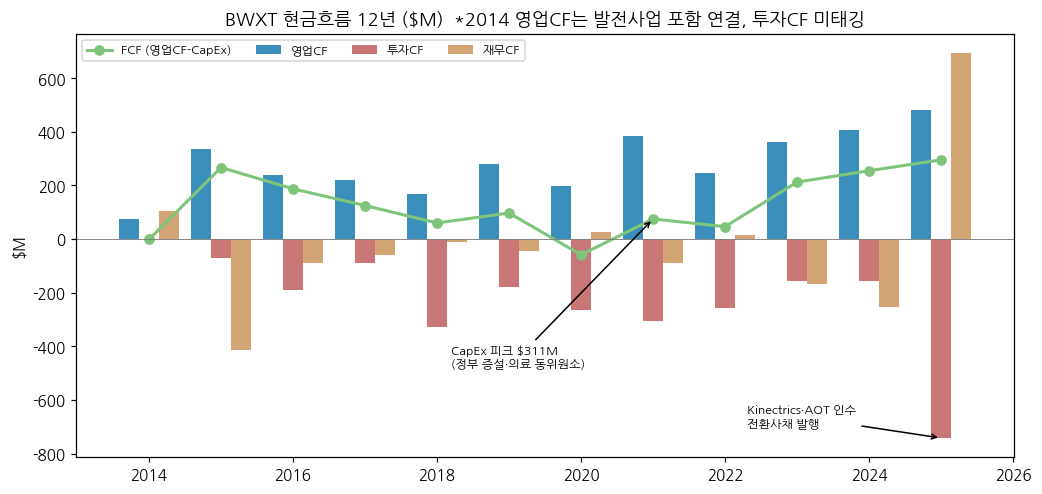 BWXT 현금흐름 12년 ($M)  *2014 영업CF는 발전사업 포함 연결, 투자CF 미태깅
FCF (영업CF-CapEx)
영업CF
투자CF
재무CF
$M
600
400
200
0
-200
-400
-600
-800
CapEx 피크 $311M
(정부 증설·의료 동위원소)
Kinectrics·AOT 인수
전환사채 발행
2014
2016
2018
2020
2022
2024
2026